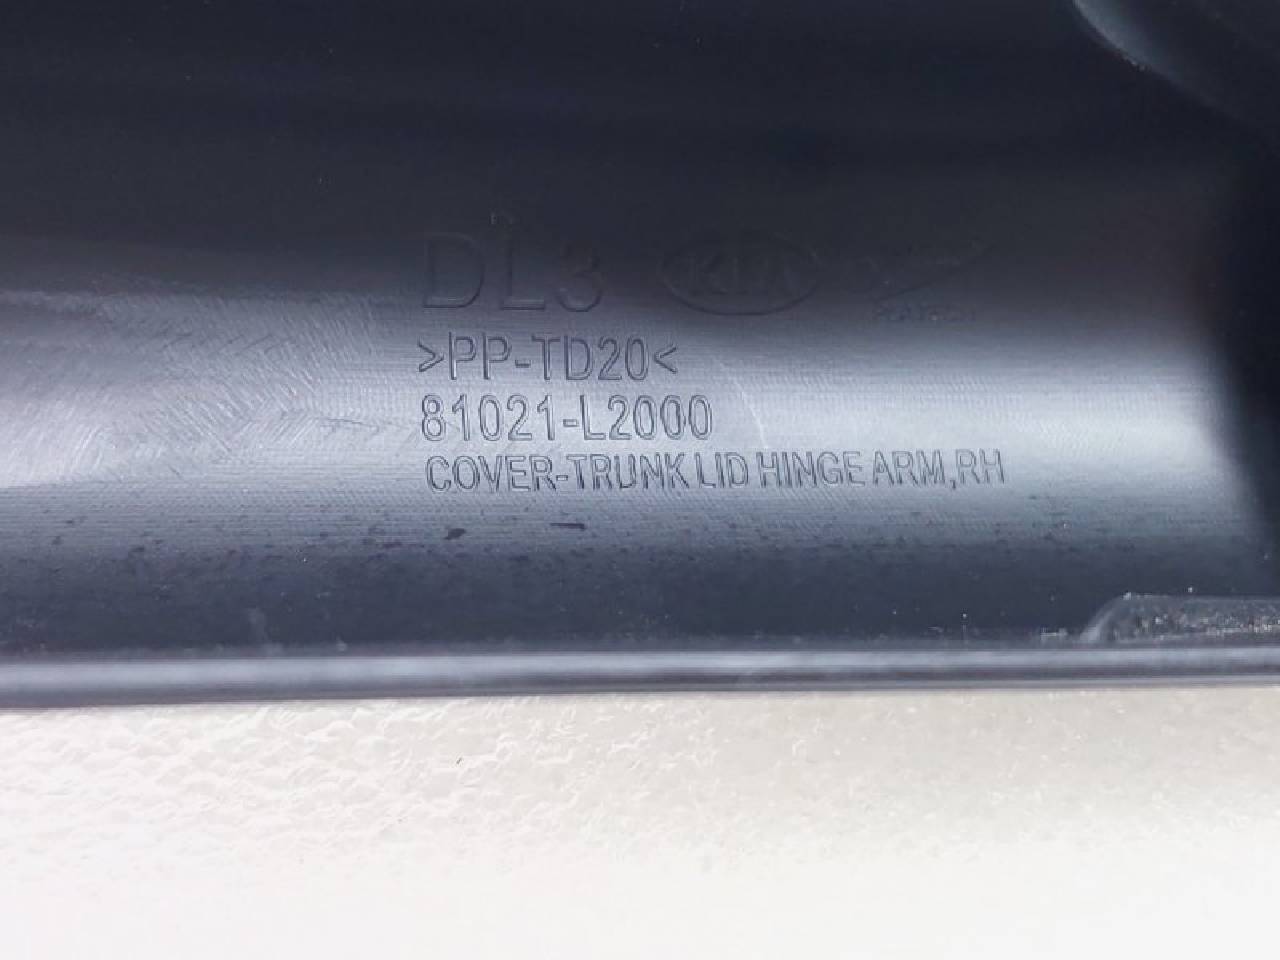 DL3 KIA
>PP-TD20<
81021-L2000
COVER-TRUNK LID HINGE ARM,RH